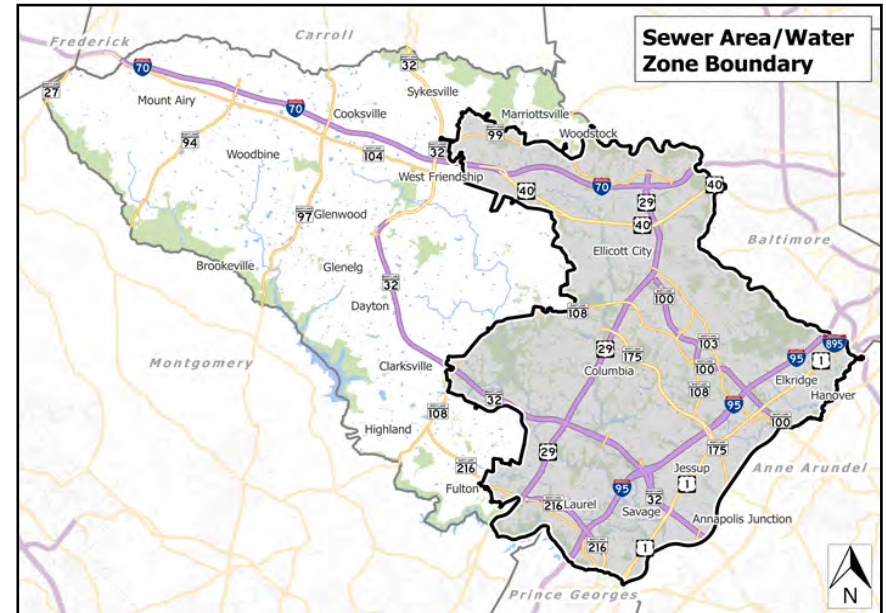 Sewer Area/Water
Zone Boundary
Frederick
Carroll
70
32
27
Mount Airy
Sykesville
70
Cooksville
Marriottsville
99
Woodstock
94
Woodbine
104
32
West Friendship
40
70
40
29
97
Glenwood
40
Ellicott City
Baltimore
Brookeville
Glenelg
32
Dayton
100
108
103
895
Montgomery
29
175
95
1
Columbia
100
Elkridge
Clarksville
108
Hanover
32
95
108
100
Highland
29
175
Anne Arundel
216
Jessup
Fulton
95
1
32
216
Laurel
Savage
Annapolis Junction
216
1
Prince Georges
N